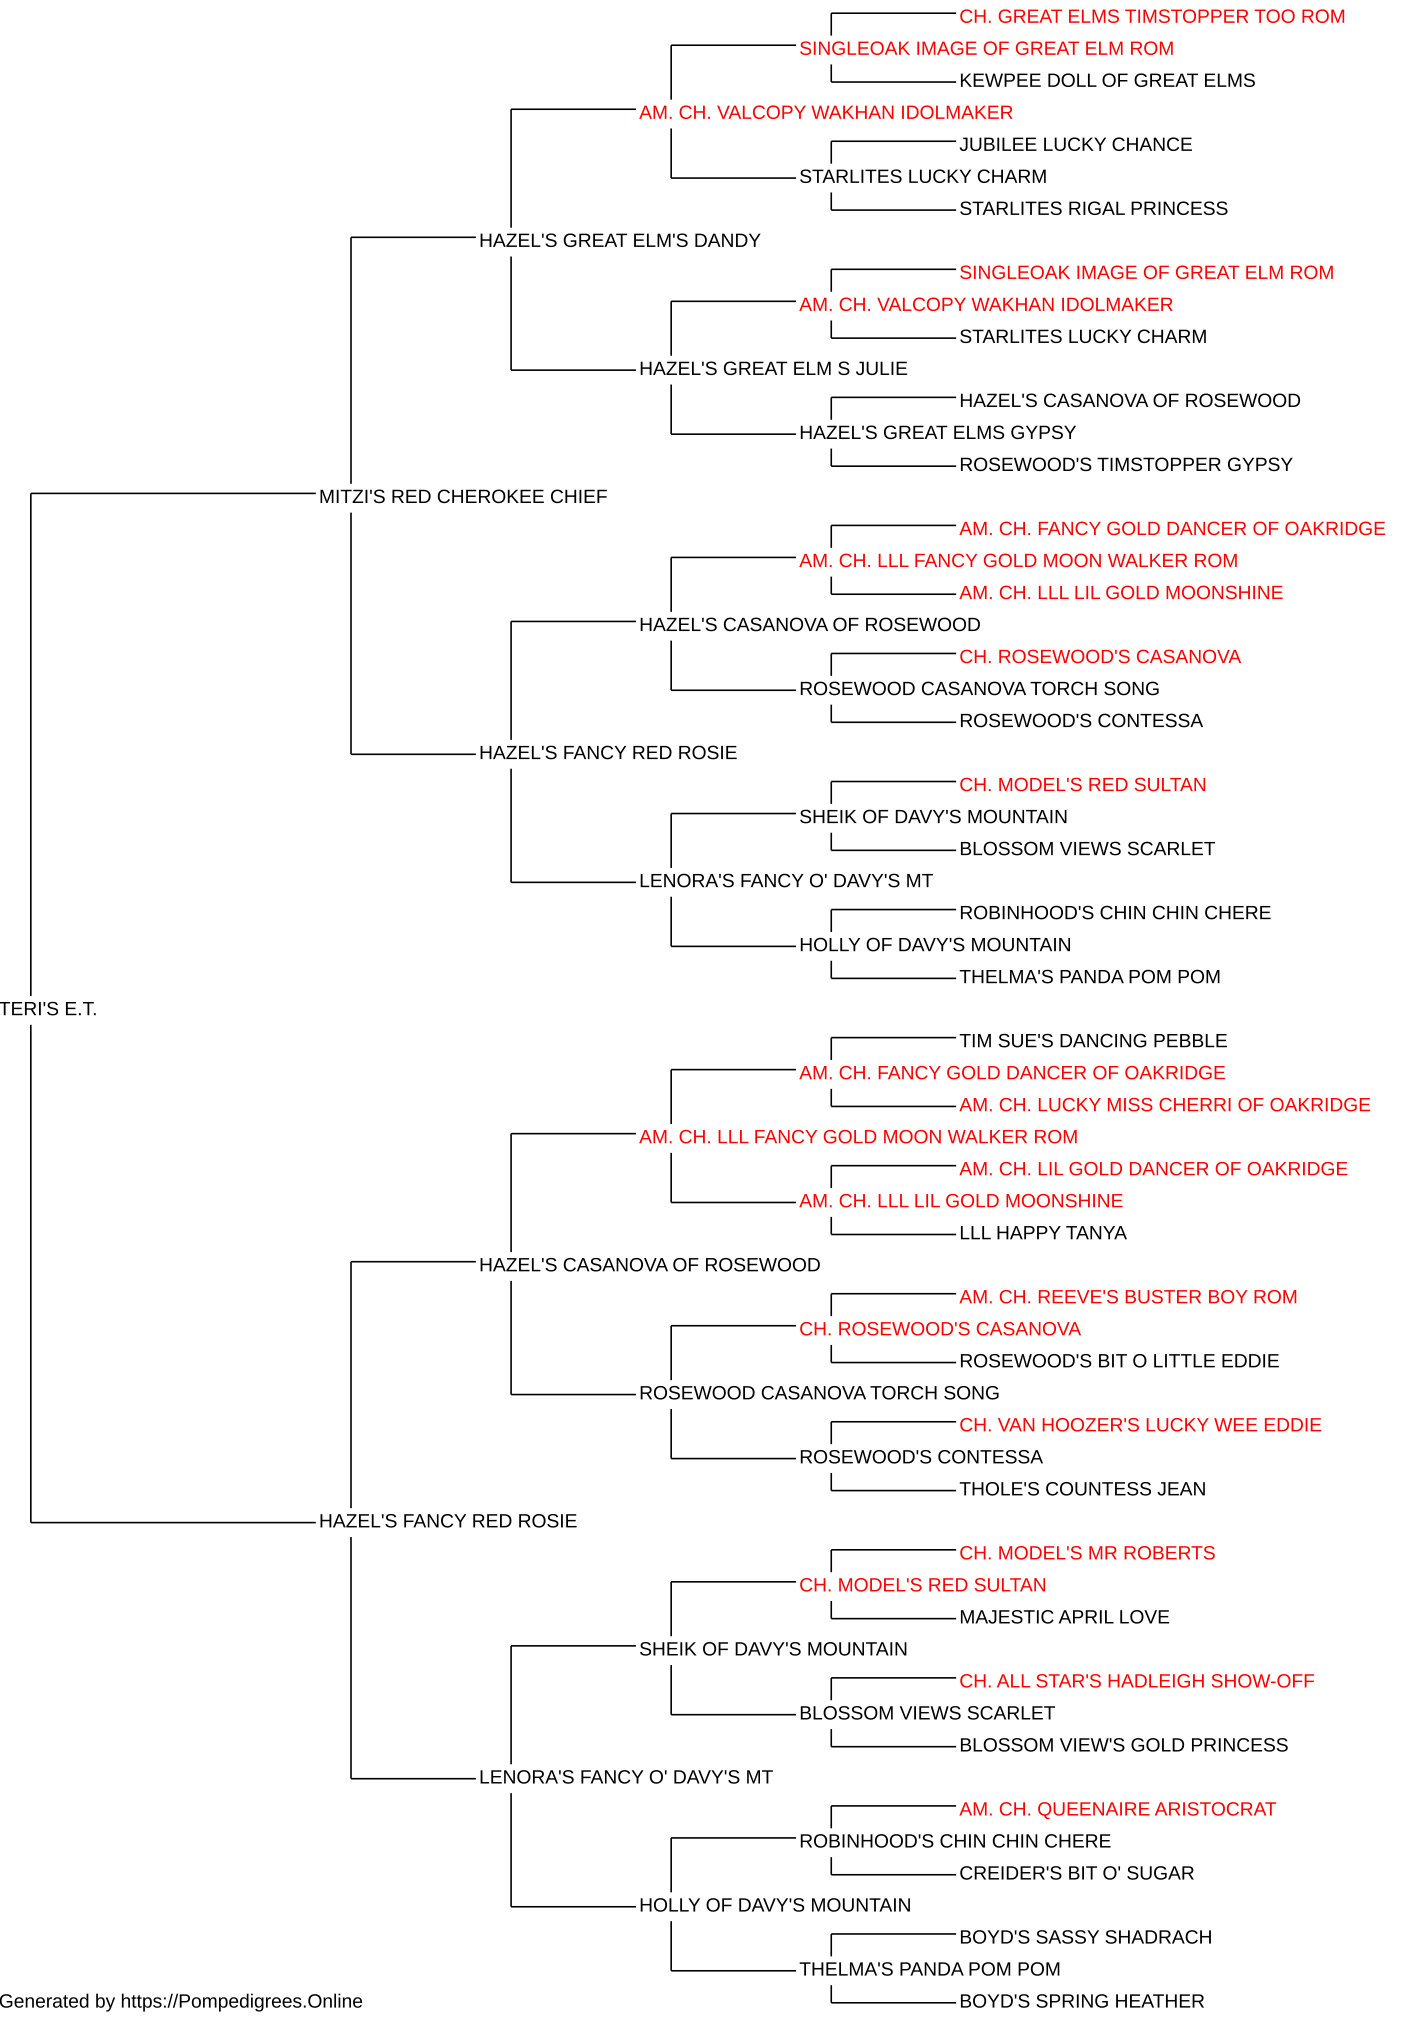 CH. GREAT ELMS TIMSTOPPER TOO ROM
SINGLEOAK IMAGE OF GREAT ELM ROM
KEWPEE DOLL OF GREAT ELMS
AM. CH. VALCOPY WAKHAN IDOLMAKER
JUBILEE LUCKY CHANCE
STARLITES LUCKY CHARM
STARLITES RIGAL PRINCESS
HAZEL'S GREAT ELM'S DANDY
SINGLEOAK IMAGE OF GREAT ELM ROM
AM. CH. VALCOPY WAKHAN IDOLMAKER
STARLITES LUCKY CHARM
HAZEL'S GREAT ELM S JULIE
HAZEL'S CASANOVA OF ROSEWOOD
HAZEL'S GREAT ELMS GYPSY
ROSEWOOD'S TIMSTOPPER GYPSY
MITZI'S RED CHEROKEE CHIEF
AM. CH. FANCY GOLD DANCER OF OAKRIDGE
AM. CH. LLL FANCY GOLD MOON WALKER ROM
AM. CH. LLL LIL GOLD MOONSHINE
HAZEL'S CASANOVA OF ROSEWOOD
CH. ROSEWOOD'S CASANOVA
ROSEWOOD CASANOVA TORCH SONG
ROSEWOOD'S CONTESSA
HAZEL'S FANCY RED ROSIE
CH. MODEL'S RED SULTAN
SHEIK OF DAVY'S MOUNTAIN
BLOSSOM VIEWS SCARLET
LENORA'S FANCY O' DAVY'S MT
ROBINHOOD'S CHIN CHIN CHERE
HOLLY OF DAVY'S MOUNTAIN
THELMA'S PANDA POM POM
TERI'S E.T.
TIM SUE'S DANCING PEBBLE
AM. CH. FANCY GOLD DANCER OF OAKRIDGE
AM. CH. LUCKY MISS CHERRI OF OAKRIDGE
AM. CH. LLL FANCY GOLD MOON WALKER ROM
AM. CH. LIL GOLD DANCER OF OAKRIDGE
AM. CH. LLL LIL GOLD MOONSHINE
LLL HAPPY TANYA
HAZEL'S CASANOVA OF ROSEWOOD
AM. CH. REEVE'S BUSTER BOY ROM
CH. ROSEWOOD'S CASANOVA
ROSEWOOD'S BIT O LITTLE EDDIE
ROSEWOOD CASANOVA TORCH SONG
CH. VAN HOOZER'S LUCKY WEE EDDIE
ROSEWOOD'S CONTESSA
THOLE'S COUNTESS JEAN
HAZEL'S FANCY RED ROSIE
CH. MODEL'S MR ROBERTS
CH. MODEL'S RED SULTAN
MAJESTIC APRIL LOVE
SHEIK OF DAVY'S MOUNTAIN
CH. ALL STAR'S HADLEIGH SHOW-OFF
BLOSSOM VIEWS SCARLET
BLOSSOM VIEW'S GOLD PRINCESS
LENORA'S FANCY O' DAVY'S MT
AM. CH. QUEENAIRE ARISTOCRAT
ROBINHOOD'S CHIN CHIN CHERE
CREIDER'S BIT O' SUGAR
HOLLY OF DAVY'S MOUNTAIN
BOYD'S SASSY SHADRACH
THELMA'S PANDA POM POM
BOYD'S SPRING HEATHER
Generated by https://Pompedigrees.Online